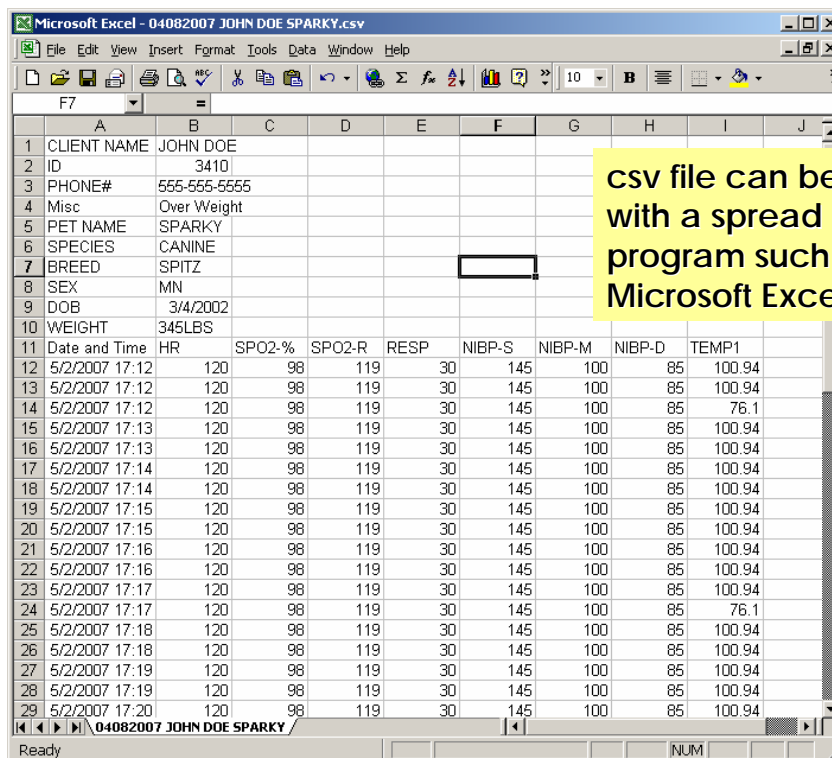 Microsoft Excel - 04082007 JOHN DOE SPARKY.csv
File Edit View Insert Format Tools Data Window Help
10 B
F7 =
A B C D E F G H I J
1 CLIENT NAME JOHN DOE
2 ID 3410
3 PHONE# 555-555-5555
4 Misc Over Weight
5 PET NAME SPARKY
6 SPECIES CANINE
7 BREED SPITZ
8 SEX MN
9 DOB 3/4/2002
10 WEIGHT 345LBS
csv file can be
with a spread
program such
Microsoft Exce
11 Date and Time HR SPO2-% SPO2-R RESP NIBP-S NIBP-M NIBP-D TEMP1
12 5/2/2007 17:12 120 98 119 30 145 100 85 100.94
13 5/2/2007 17:12 120 98 119 30 145 100 85 100.94
14 5/2/2007 17:12 120 98 119 30 145 100 85 76.1
15 5/2/2007 17:13 120 98 119 30 145 100 85 100.94
16 5/2/2007 17:13 120 98 119 30 145 100 85 100.94
17 5/2/2007 17:14 120 98 119 30 145 100 85 100.94
18 5/2/2007 17:14 120 98 119 30 145 100 85 100.94
19 5/2/2007 17:15 120 98 119 30 145 100 85 100.94
20 5/2/2007 17:15 120 98 119 30 145 100 85 100.94
21 5/2/2007 17:16 120 98 119 30 145 100 85 100.94
22 5/2/2007 17:16 120 98 119 30 145 100 85 100.94
23 5/2/2007 17:17 120 98 119 30 145 100 85 100.94
24 5/2/2007 17:17 120 98 119 30 145 100 85 76.1
25 5/2/2007 17:18 120 98 119 30 145 100 85 100.94
26 5/2/2007 17:18 120 98 119 30 145 100 85 100.94
27 5/2/2007 17:19 120 98 119 30 145 100 85 100.94
28 5/2/2007 17:19 120 98 119 30 145 100 85 100.94
29 5/2/2007 17:20 120 98 119 30 145 100 85 100.94
04082007 JOHN DOE SPARKY
Ready NUM